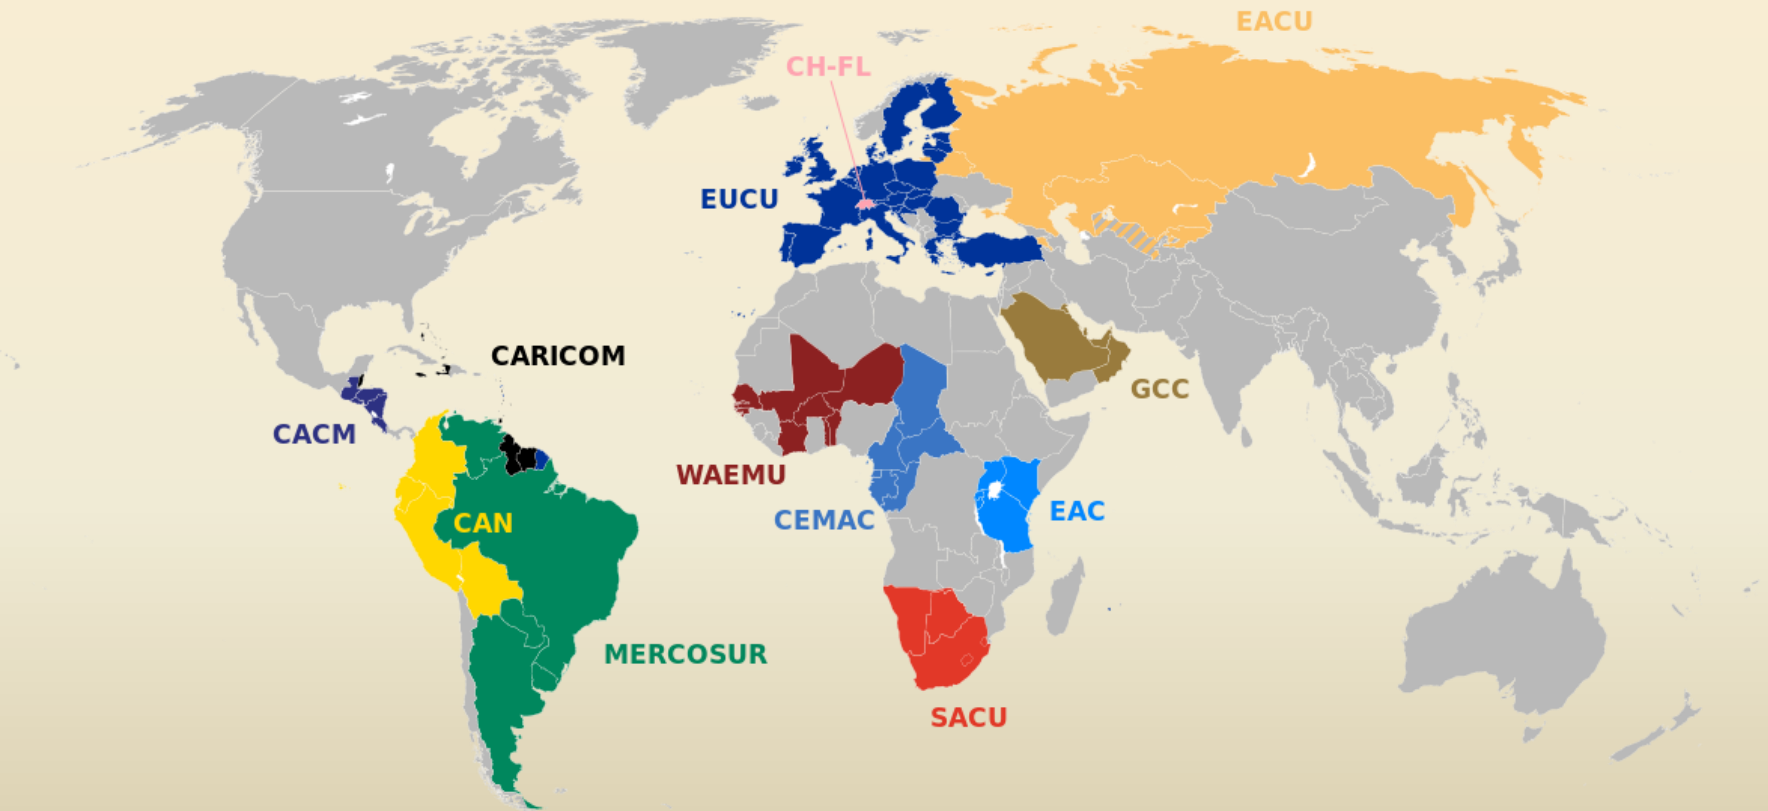 EACU
CH-FL
EUCU
CARICOM
GCC
CACM
WAEMU
CAN
CEMAC
EAC
MERCOSUR
SACU